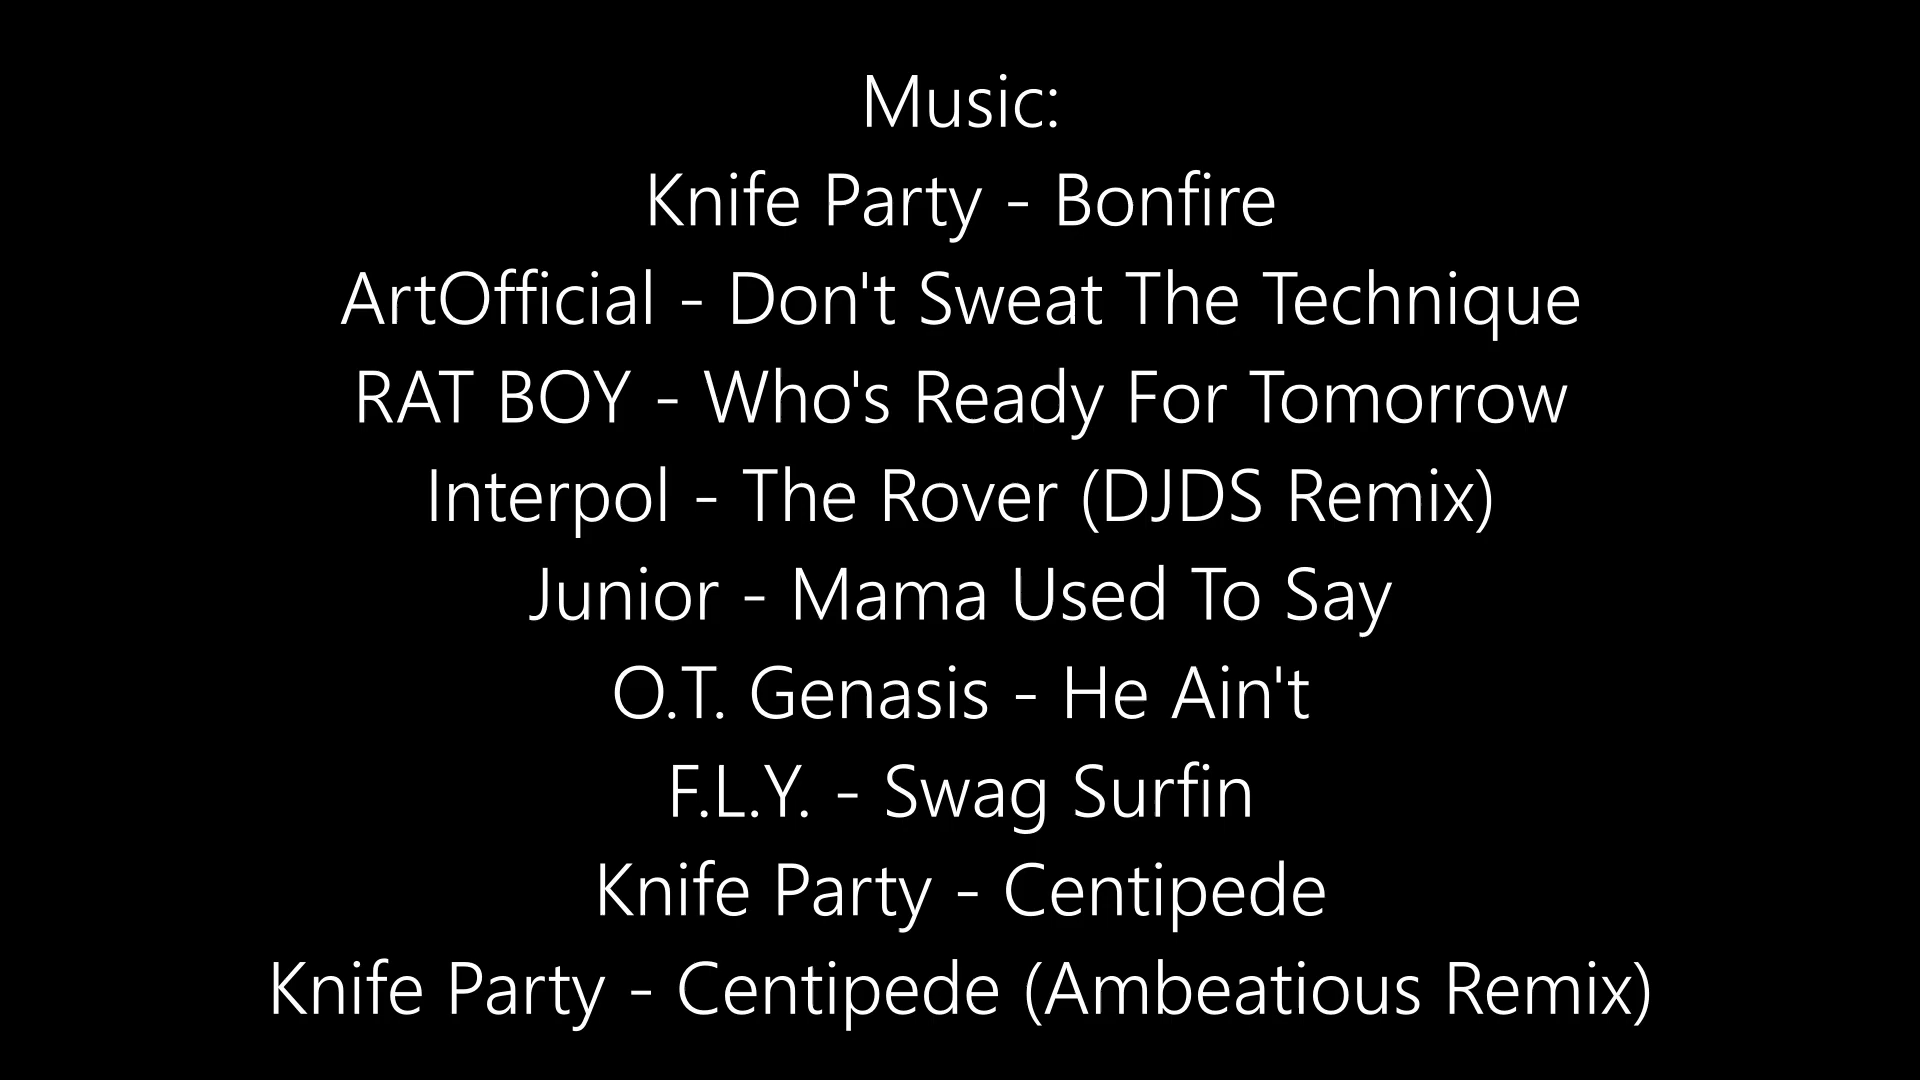 Music:
Knife Party - Bonfire
ArtOfficial - Don't Sweat The Technique
RAT BOY - Who's Ready For Tomorrow
Interpol - The Rover (DJDS Remix)
Junior - Mama Used To Say
O.T. Genasis - He Ain't
F.L.Y. - Swag Surfin
Knife Party - Centipede
Knife Party - Centipede (Ambeatious Remix)